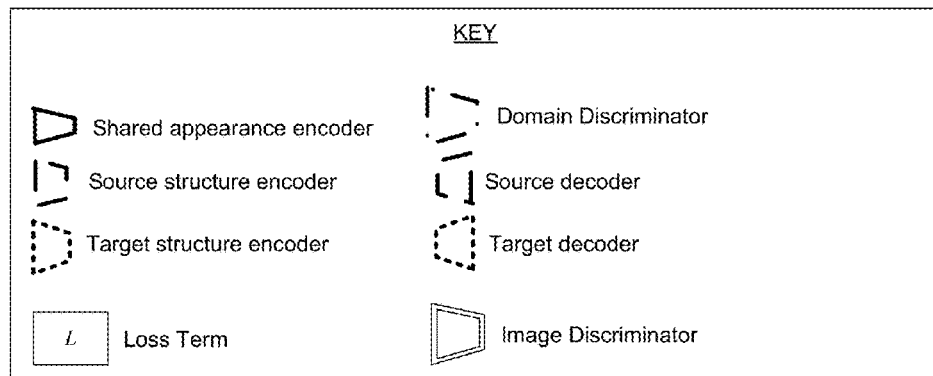 KEY
Shared appearance encoder
Domain Discriminator
Source structure encoder
Source decoder
Target structure encoder
Target decoder
L
Loss Term
Image Discriminator